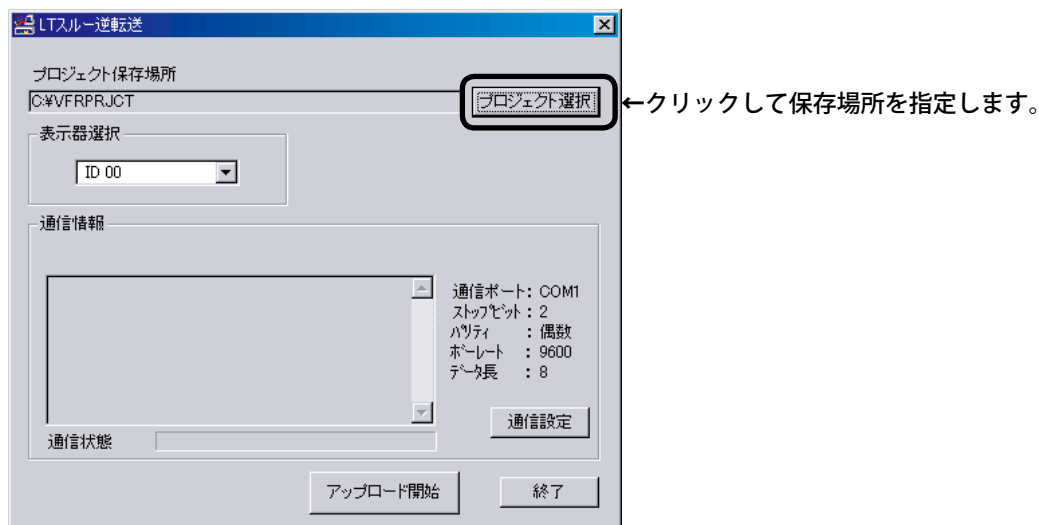 LTスルー逆転送
プロジェクト保存場所
C:¥VFRPRJCT
プロジェクト選択
←クリックして保存場所を指定します。
表示器選択
ID 00
通信情報
通信ポート: COM1
ストップビット : 2
パリティ : 偶数
ボーレート : 9600
データ長 : 8
通信設定
通信状態
アップロード開始
終了